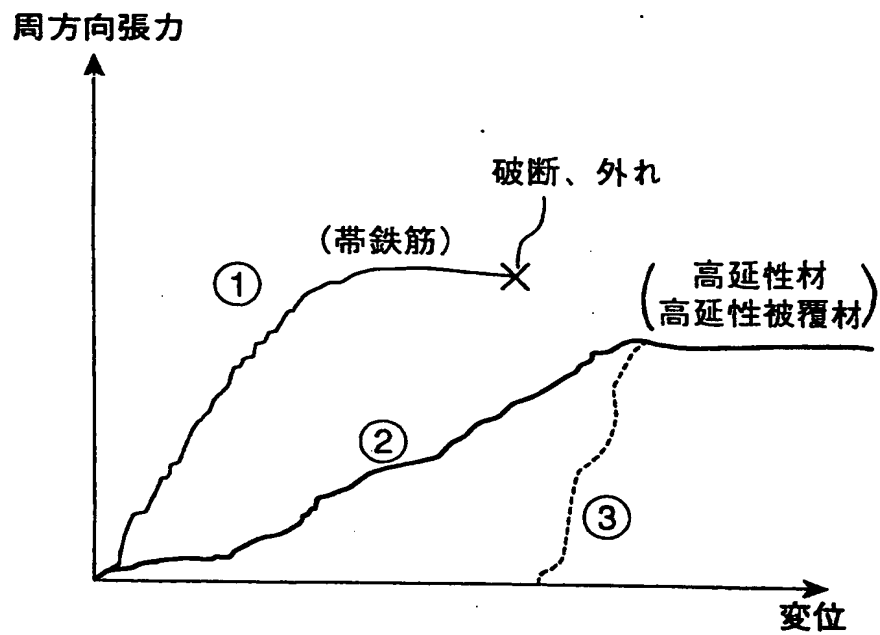 周方向張力
破断、外れ
(帯鉄筋)
①
(高延性材
高延性被覆材)
②
③
変位